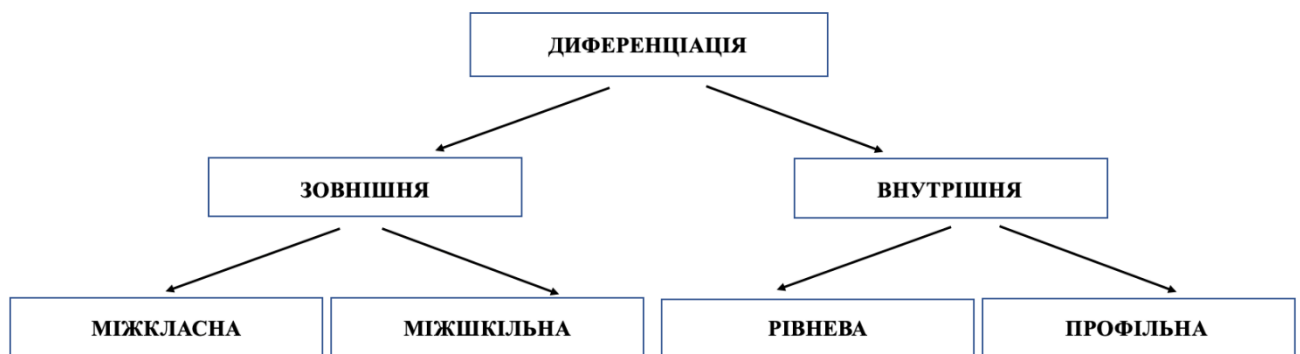 ДИФЕРЕНЦІАЦІЯ
ЗОВНІШНЯ
ВНУТРІШНЯ
МІЖКЛАСНА
МІЖШКІЛЬНА
РІВНЕВА
ПРОФІЛЬНА